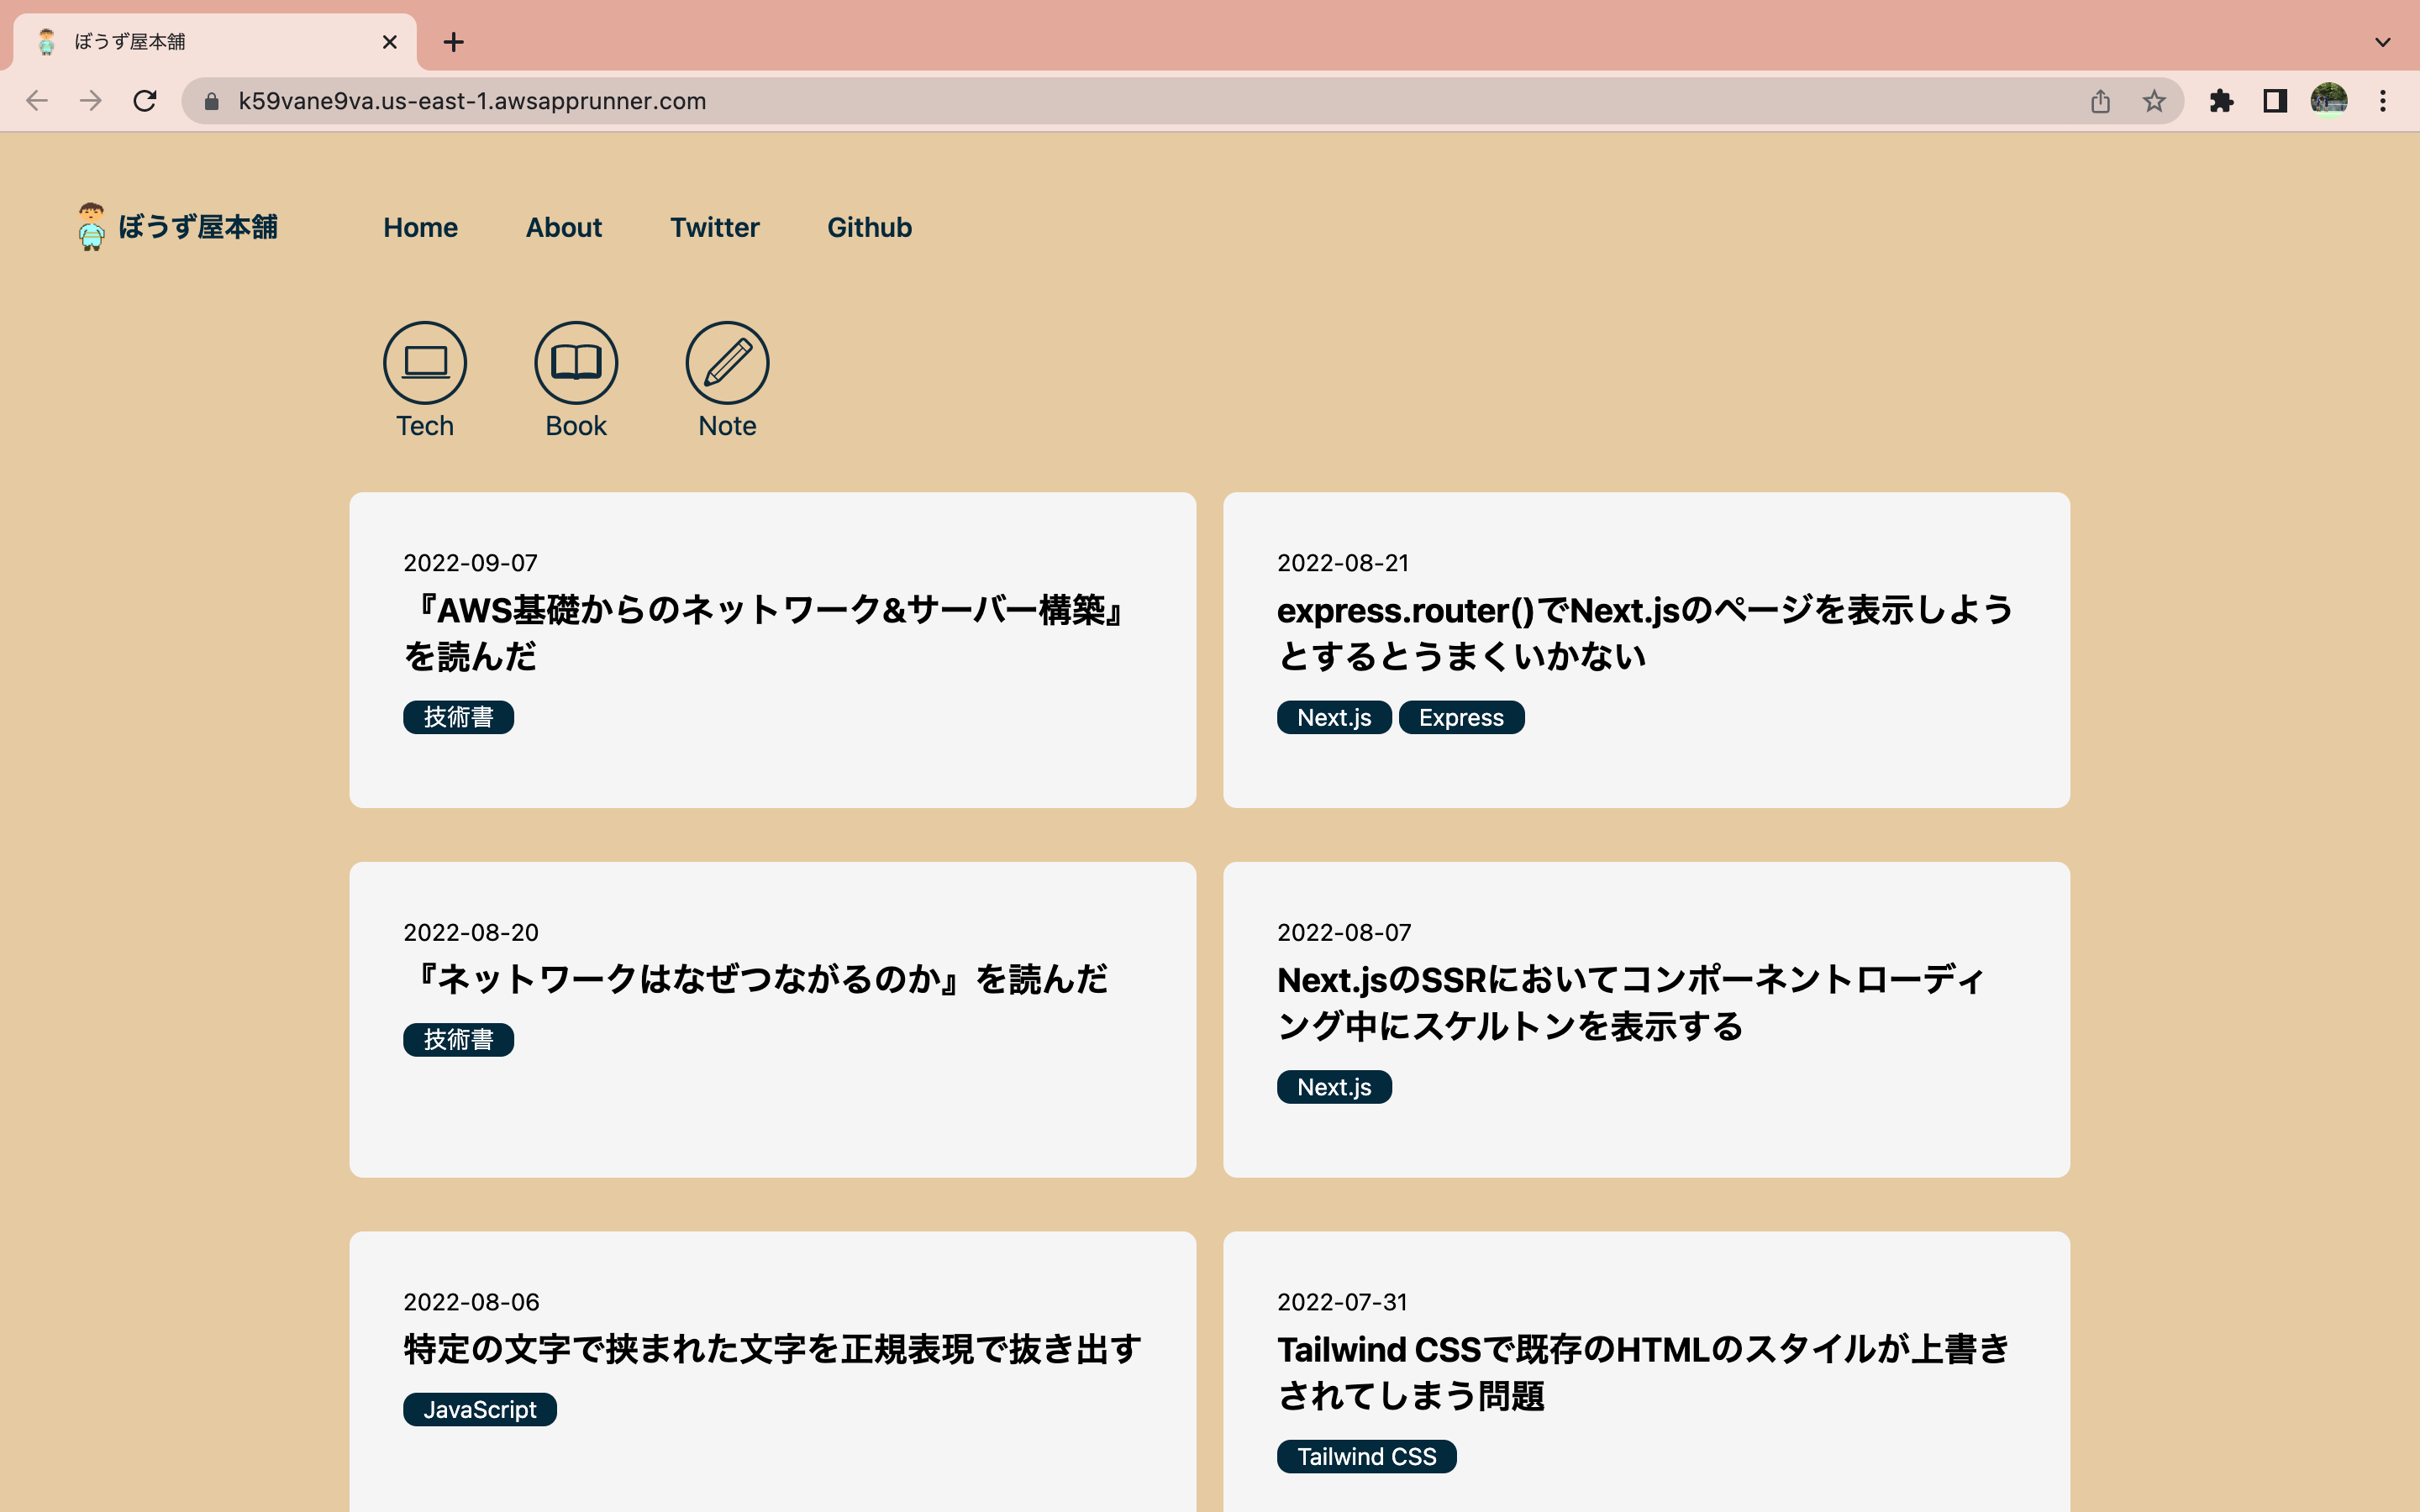 ぼうず屋本舗
k59vane9va.us-east-1.awsapprunner.com
ぼうず屋本舗 Home About Twitter Github
Tech Book Note
2022-09-07
『AWS基礎からのネットワーク&サーバー構築』
を読んだ
技術書
2022-08-21
express.router()でNext.jsのページを表示しよう
とするとうまくいかない
Next.js Express
2022-08-20
『ネットワークはなぜつながるのか』を読んだ
技術書
2022-08-07
Next.jsのSSRにおいてコンポーネントローディ
ング中にスケルトンを表示する
Next.js
2022-08-06
特定の文字で挟まれた文字を正規表現で抜き出す
JavaScript
2022-07-31
Tailwind CSSで既存のHTMLのスタイルが上書き
されてしまう問題
Tailwind CSS